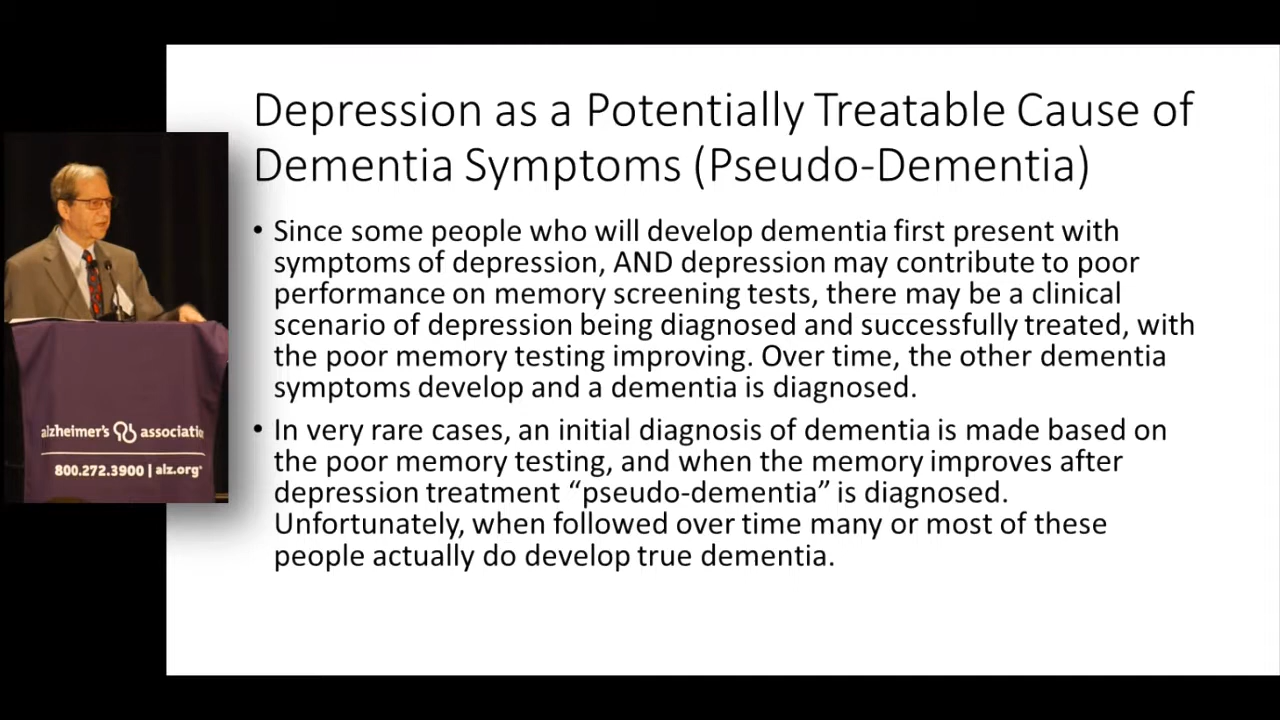 Depression as a Potentially Treatable Cause of
Dementia Symptoms (Pseudo-Dementia)
• Since some people who will develop dementia first present with
symptoms of depression, AND depression may contribute to poor
performance on memory screening tests, there may be a clinical
scenario of depression being diagnosed and successfully treated, with
the poor memory testing improving. Over time, the other dementia
symptoms develop and a dementia is diagnosed.
• In very rare cases, an initial diagnosis of dementia is made based on
the poor memory testing, and when the memory improves after
depression treatment “pseudo-dementia” is diagnosed.
Unfortunately, when followed over time many or most of these
people actually do develop true dementia.
alzheimer's associatio
800.272.3900 | alz.org®